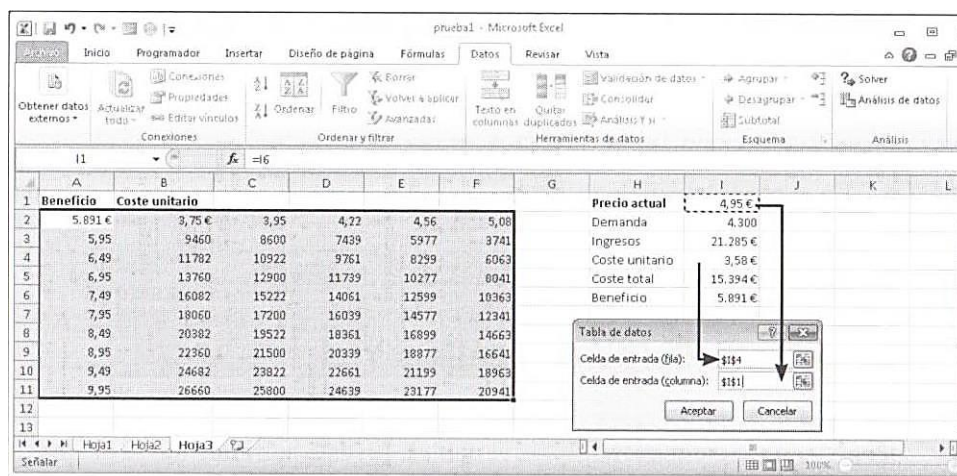 prueba1 - Microsoft Excel
Archivo Inicio Programador Insertar Diseño de página Fórmulas Datos Revisar Vista
Obtener datos externos
Actualizar todo
Conexiones
Propiedades
Editar vínculos
Conexiones
Ordenar
Filtro
Borrar
Volver a aplicar
Avanzadas
Ordenar y filtrar
Texto en columnas
Quitar duplicados
Validación de datos
Consolidar
Análisis Y si
Herramientas de datos
Agrupar
Desagrupar
Subtotal
Esquema
Solver
Análisis de datos
Análisis
I1 fx =I6
A B C D E F G H I J K L
1 Beneficio Coste unitario Precio actual 4,95 €
2 5.891 € 3,75 € 3,95 4,22 4,56 5,08 Demanda 4.300
3 5,95 9460 8600 7439 5977 3741 Ingresos 21.285 €
4 6,49 11782 10922 9761 8299 6063 Coste unitario 3,58 €
5 6,95 13760 12900 11739 10277 8041 Coste total 15.394 €
6 7,49 16082 15222 14061 12599 10363 Beneficio 5.891 €
7 7,95 18060 17200 16039 14577 12341
8 8,49 20382 19522 18361 16899 14663
9 8,95 22360 21500 20339 18877 16641
10 9,49 24682 23822 22661 21199 18963
11 9,95 26660 25800 24639 23177 20941
12
13
Tabla de datos
Celda de entrada (fila): $I$4
Celda de entrada (columna): $I$1
Aceptar Cancelar
Hoja1 Hoja2 Hoja3
Señalar 100%